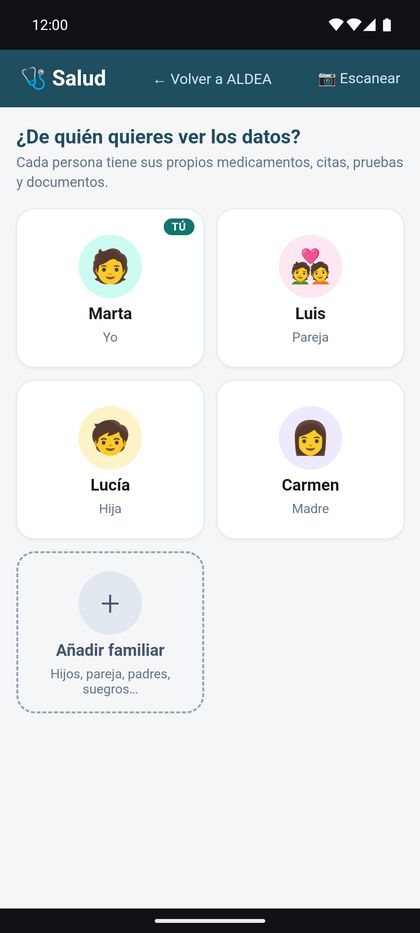 12:00
🩺 Salud
← Volver a ALDEA
📷 Escanear
¿De quién quieres ver los datos?
Cada persona tiene sus propios medicamentos, citas, pruebas
y documentos.
TÚ
Marta
Yo
Luis
Pareja
Lucía
Hija
Carmen
Madre
+
Añadir familiar
Hijos, pareja, padres,
suegros…